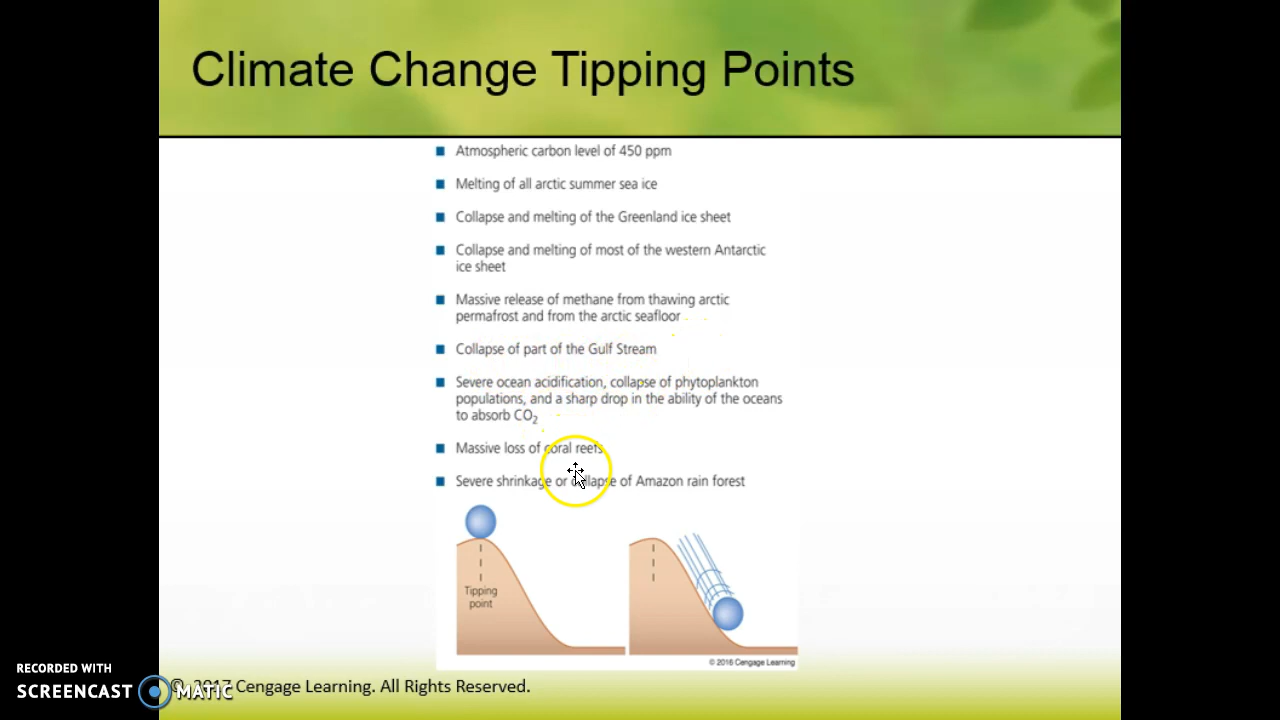 Climate Change Tipping Points
Atmospheric carbon level of 450 ppm
Melting of all arctic summer sea ice
Collapse and melting of the Greenland ice sheet
Collapse and melting of most of the western Antarctic
ice sheet
Massive release of methane from thawing arctic
permafrost and from the arctic seafloor
Collapse of part of the Gulf Stream
Severe ocean acidification, collapse of phytoplankton
populations, and a sharp drop in the ability of the oceans
to absorb CO2
Massive loss of coral reefs
Severe shrinkage or collapse of Amazon rain forest
Tipping
point
© 2016 Cengage Learning
© 2017 Cengage Learning. All Rights Reserved.
RECORDED WITH
SCREENCAST MATIC